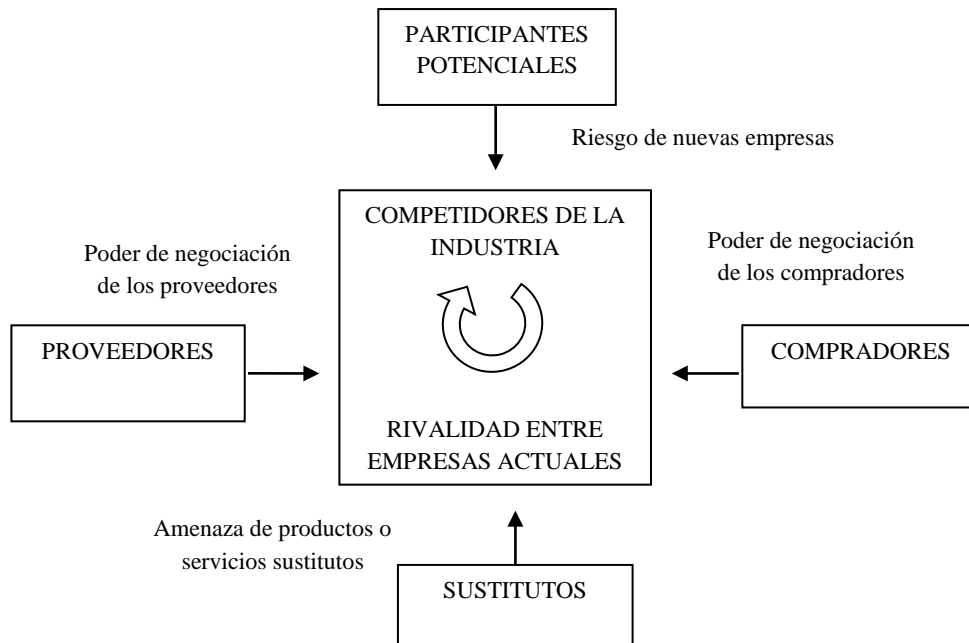 PARTICIPANTES
POTENCIALES
Riesgo de nuevas empresas
COMPETIDORES DE LA
INDUSTRIA
Poder de negociación
de los proveedores
Poder de negociación
de los compradores
PROVEEDORES
COMPRADORES
RIVALIDAD ENTRE
EMPRESAS ACTUALES
Amenaza de productos o
servicios sustitutos
SUSTITUTOS